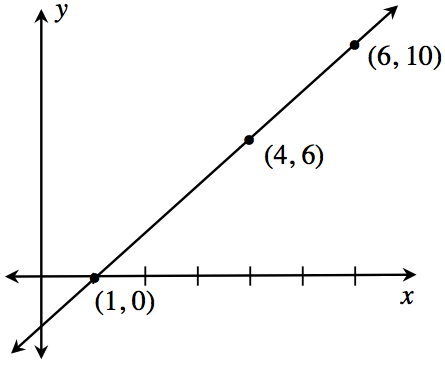 y
(6, 10)
(4, 6)
(1, 0)
x